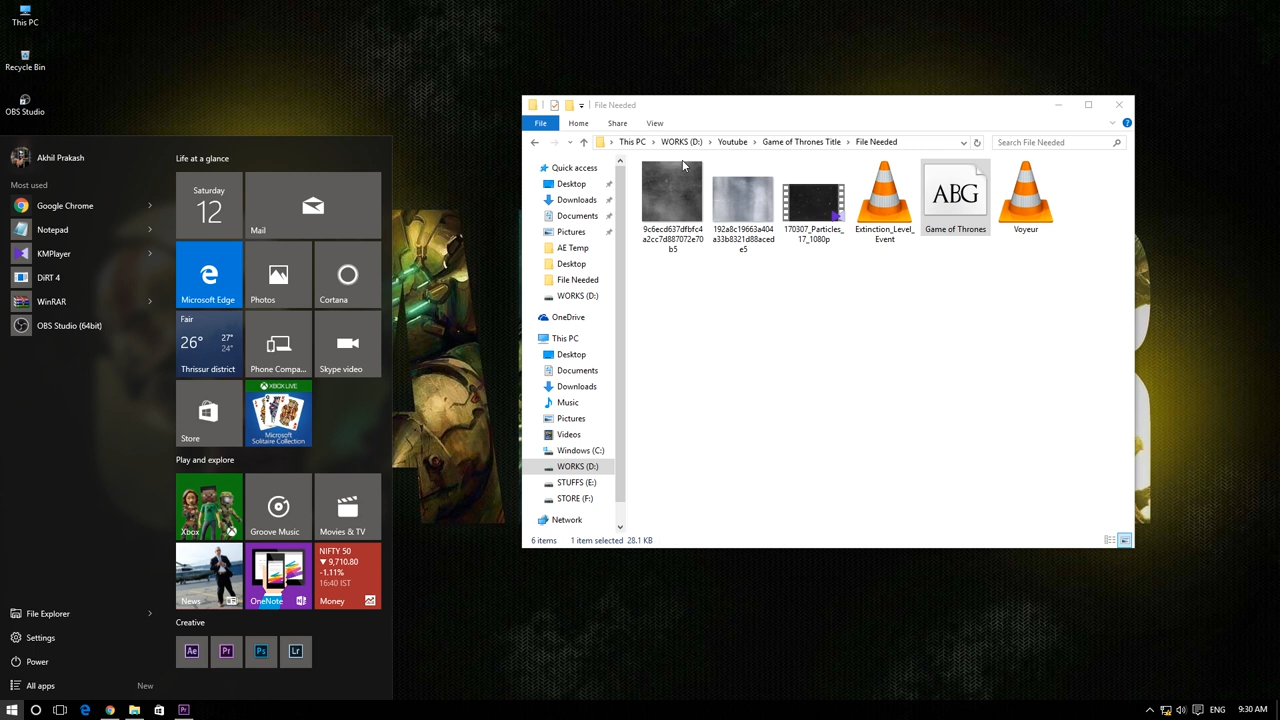 This PC
Recycle Bin
OBS Studio
Akhil Prakash
Most used
Google Chrome
Notepad
KMPlayer
DiRT 4
WinRAR
OBS Studio (64bit)
File Explorer
Settings
Power
All apps
New
Life at a glance
Saturday
12
Mail
Microsoft Edge
Photos
Cortana
Fair
26°
27°
24°
Thrissur district
Phone Compa...
Skype video
Store
XBOX LIVE
Microsoft
Solitaire Collection
Play and explore
Xbox
Groove Music
Movies & TV
News
OneNote
NIFTY 50
▼ 9,710.80
-1.11%
16:40 IST
Money
Creative
Ae
Pr
Ps
Lr
File Needed
File
Home
Share
View
This PC
WORKS (D:)
Youtube
Game of Thrones Title
File Needed
Search File Needed
Quick access
Desktop
Downloads
Documents
Pictures
AE Temp
Desktop
File Needed
WORKS (D:)
OneDrive
This PC
Desktop
Documents
Downloads
Music
Pictures
Videos
Windows (C:)
WORKS (D:)
STUFFS (E:)
STORE (F:)
Network
9c6ecd637dfbfc4
a2cc7d887072e70
b5
192a8c19663a404
a33b8321d88aced
e5
170307_Particles_
17_1080p
Extinction_Level_
Event
ABG
Game of Thrones
Voyeur
6 items
1 item selected 28.1 KB
Pr
ENG
9:30 AM